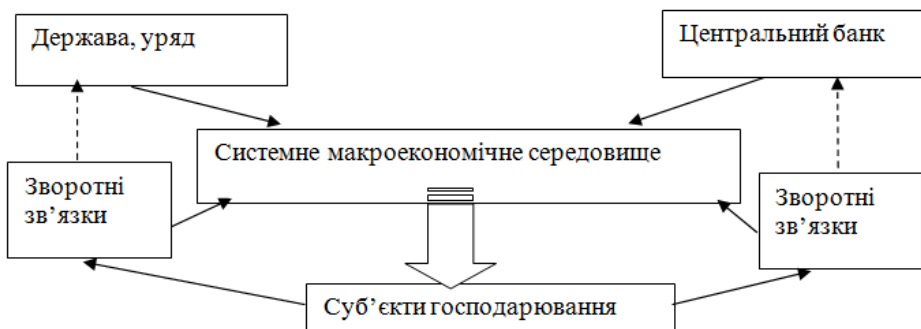 Держава, уряд
Центральний банк
Системне макроекономічне середовище
Зворотні
зв’язки
Зворотні
зв’язки
Суб’єкти господарювання